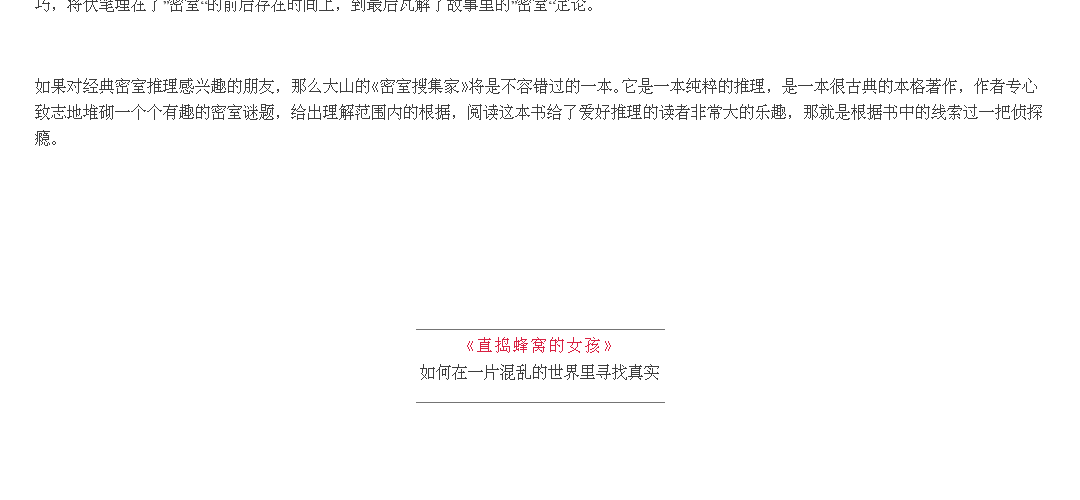 巧，将伏笔埋在了”密室“的前后存在时间上，到最后瓦解了故事里的”密室“定论。
如果对经典密室推理感兴趣的朋友，那么大山的《密室搜集家》将是不容错过的一本。它是一本纯粹的推理，是一本很古典的本格著作，作者专心
致志地堆砌一个个有趣的密室谜题，给出理解范围内的根据，阅读这本书给了爱好推理的读者非常大的乐趣，那就是根据书中的线索过一把侦探
瘾。
《直捣蜂窝的女孩》
如何在一片混乱的世界里寻找真实